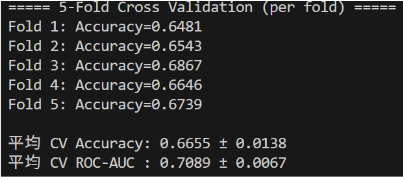 ===== 5-Fold Cross Validation (per fold) =====
Fold 1: Accuracy=0.6481
Fold 2: Accuracy=0.6543
Fold 3: Accuracy=0.6867
Fold 4: Accuracy=0.6646
Fold 5: Accuracy=0.6739
平均 CV Accuracy: 0.6655 ± 0.0138
平均 CV ROC-AUC : 0.7089 ± 0.0067